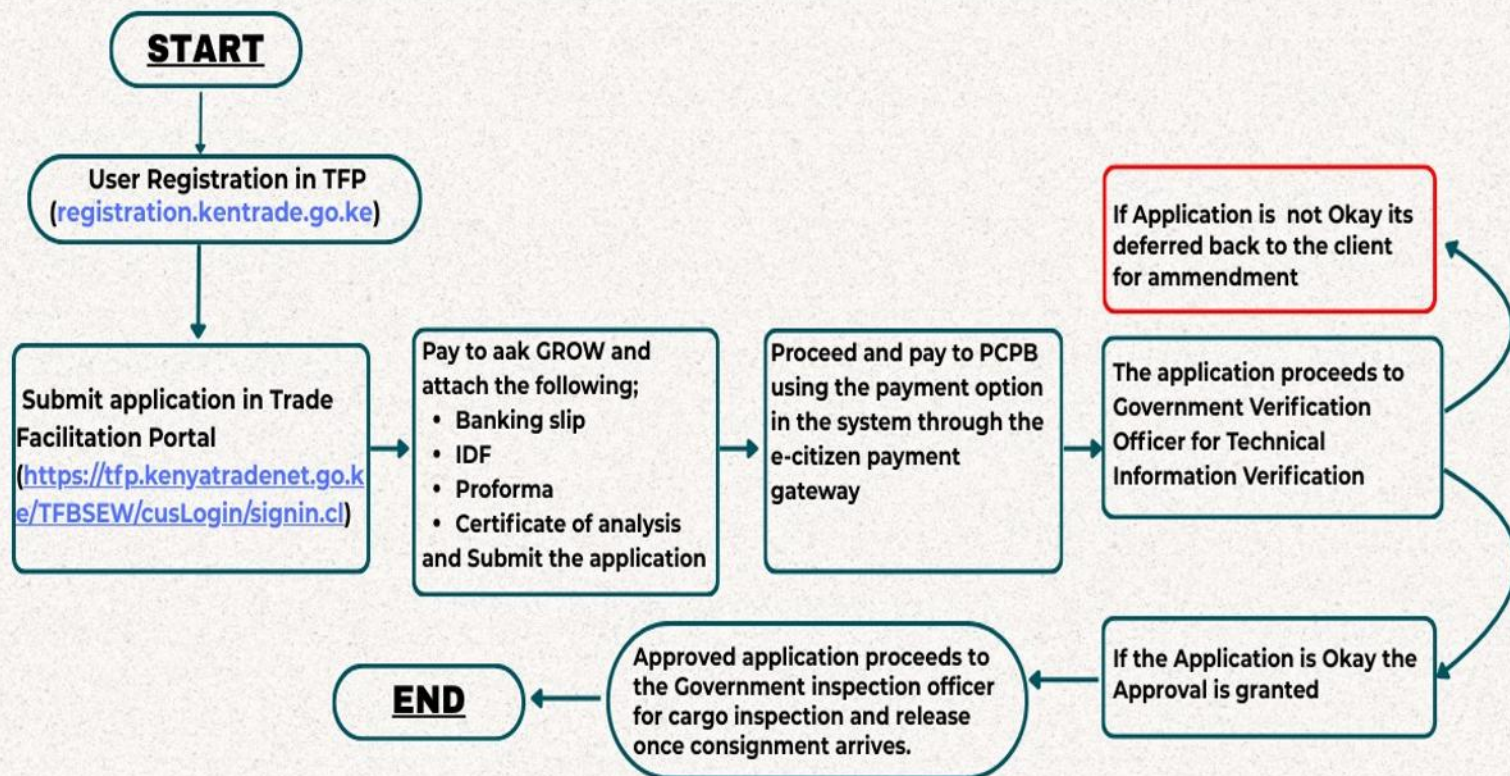 START
User Registration in TFP
(registration.kentrade.go.ke)
Submit application in Trade
Facilitation Portal
(https://tfp.kenyatradenet.go.k
e/TFBSEW/cusLogin/signin.cl)
Pay to aak GROW and
attach the following;
• Banking slip
• IDF
• Proforma
• Certificate of analysis
and Submit the application
Proceed and pay to PCPB
using the payment option
in the system through the
e-citizen payment
gateway
The application proceeds to
Government Verification
Officer for Technical
Information Verification
If Application is not Okay its
deferred back to the client
for ammendment
If the Application is Okay the
Approval is granted
Approved application proceeds to
the Government inspection officer
for cargo inspection and release
once consignment arrives.
END